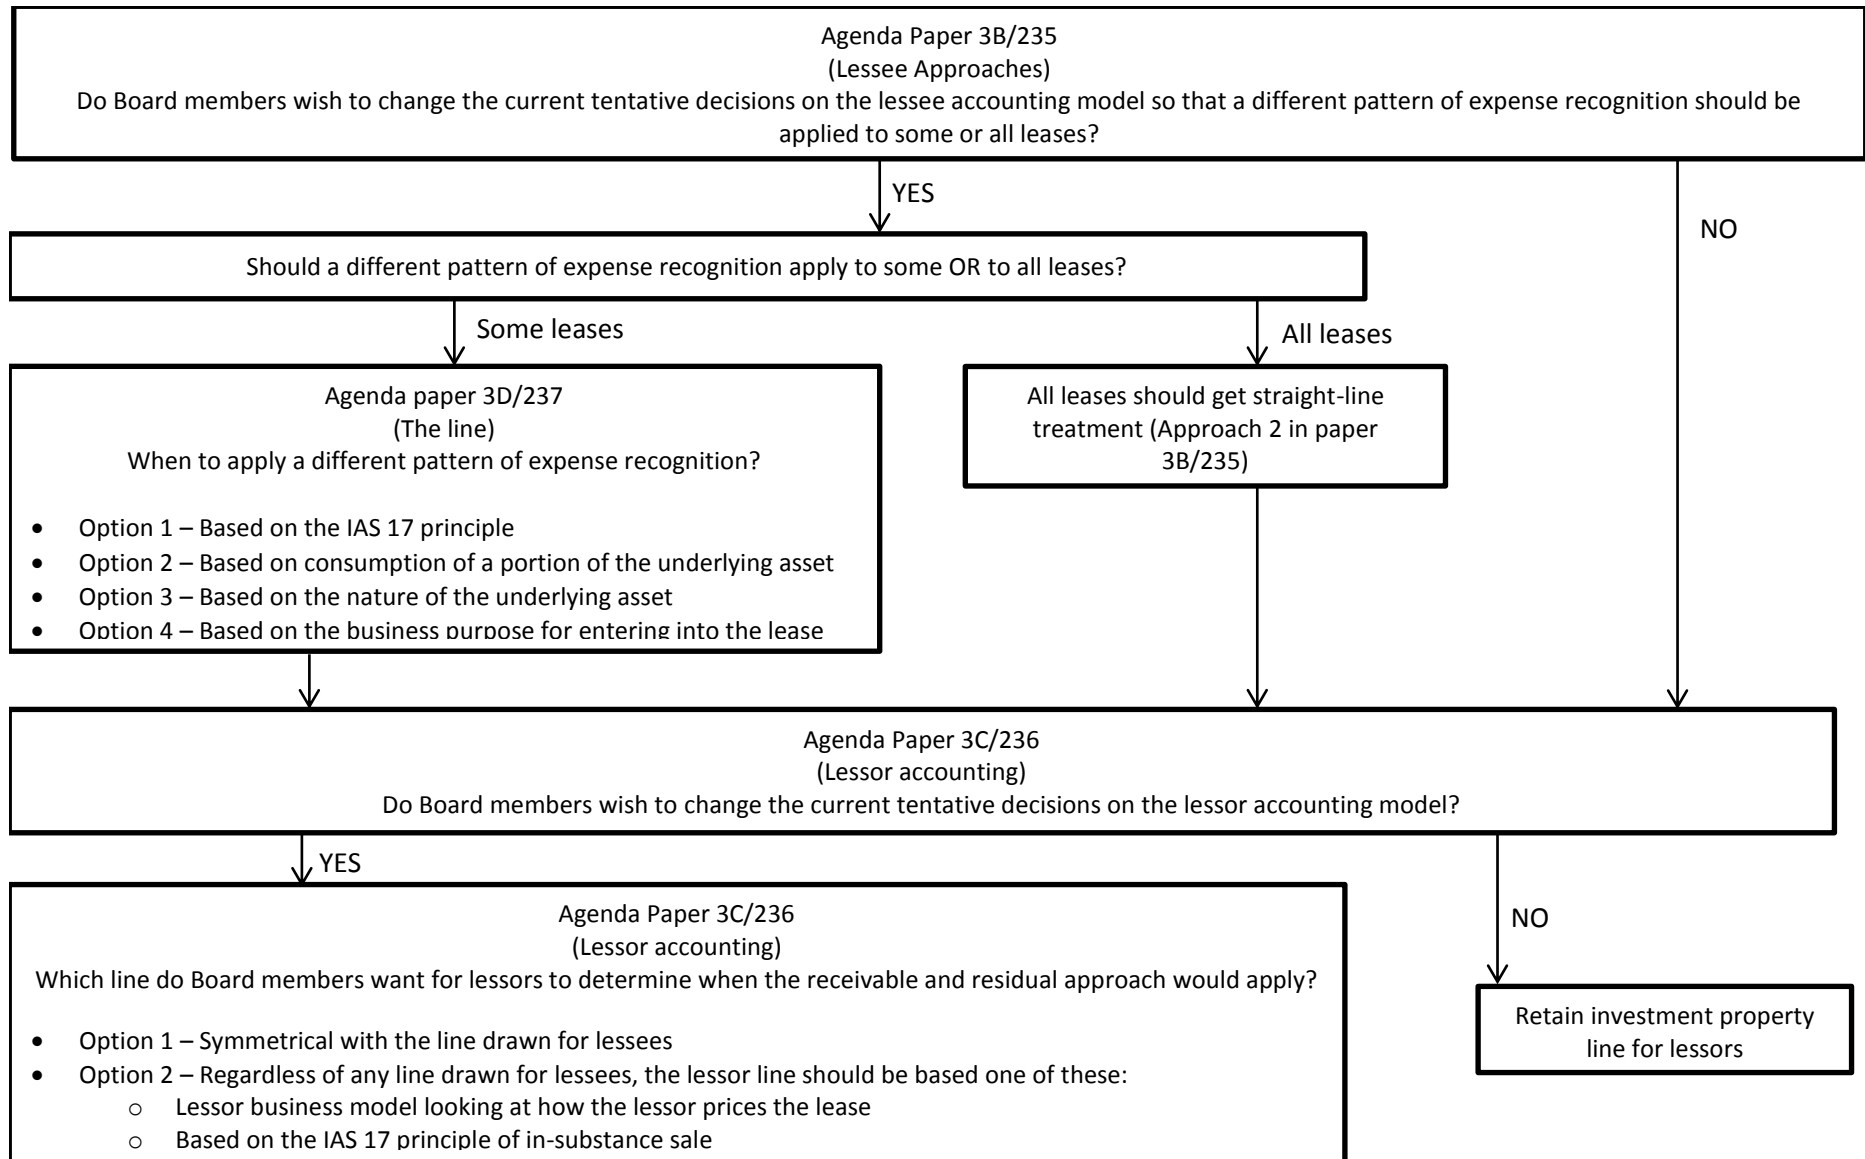 Agenda Paper 3B/235
(Lessee Approaches)
Do Board members wish to change the current tentative decisions on the lessee accounting model so that a different pattern of expense recognition should be
applied to some or all leases?
YES
NO
Should a different pattern of expense recognition apply to some OR to all leases?
Some leases
All leases
Agenda paper 3D/237
(The line)
When to apply a different pattern of expense recognition?
• Option 1 – Based on the IAS 17 principle
• Option 2 – Based on consumption of a portion of the underlying asset
• Option 3 – Based on the nature of the underlying asset
• Option 4 – Based on the business purpose for entering into the lease
All leases should get straight-line
treatment (Approach 2 in paper
3B/235)
Agenda Paper 3C/236
(Lessor accounting)
Do Board members wish to change the current tentative decisions on the lessor accounting model?
YES
NO
Agenda Paper 3C/236
(Lessor accounting)
Which line do Board members want for lessors to determine when the receivable and residual approach would apply?
• Option 1 – Symmetrical with the line drawn for lessees
• Option 2 – Regardless of any line drawn for lessees, the lessor line should be based one of these:
o Lessor business model looking at how the lessor prices the lease
o Based on the IAS 17 principle of in-substance sale
Retain investment property
line for lessors